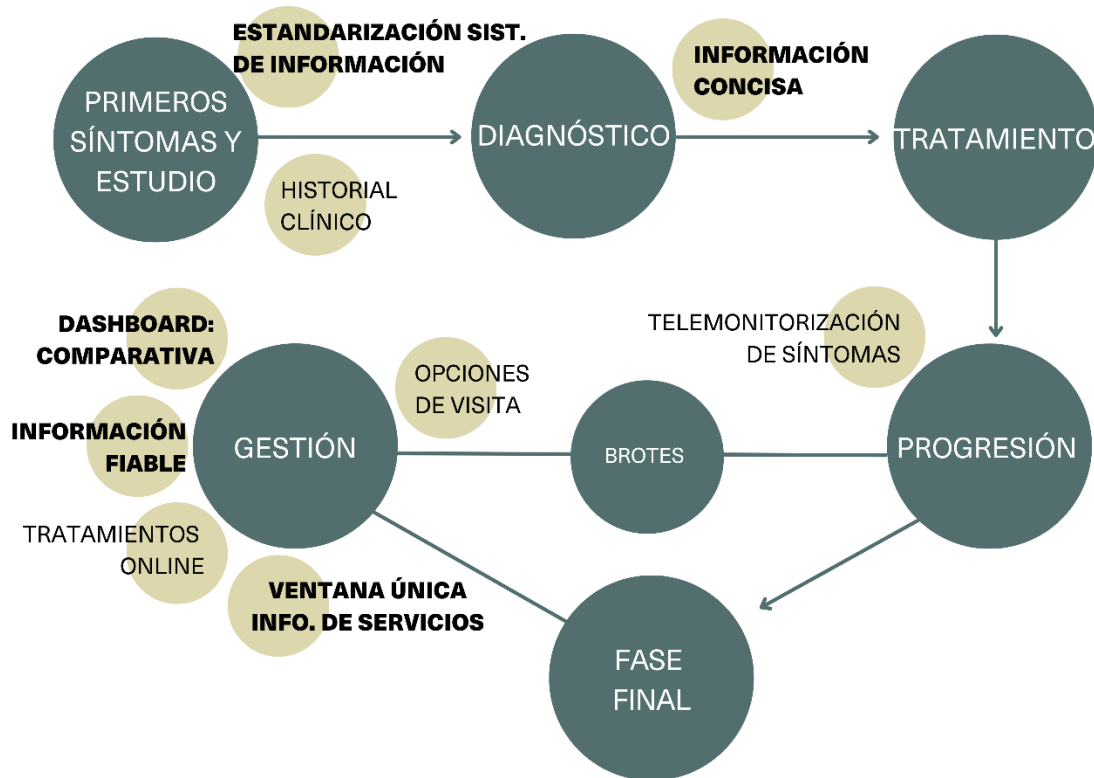 ESTANDARIZACIÓN SIST.
DE INFORMACIÓN
INFORMACIÓN
CONCISA
PRIMEROS
SÍNTOMAS Y
ESTUDIO
DIAGNÓSTICO
TRATAMIENTO
HISTORIAL
CLÍNICO
DASHBOARD:
COMPARATIVA
TELEMONITORIZACIÓN
DE SÍNTOMAS
OPCIONES
DE VISITA
INFORMACIÓN
FIABLE
GESTIÓN
BROTES
PROGRESIÓN
TRATAMIENTOS
ONLINE
VENTANA ÚNICA
INFO. DE SERVICIOS
FASE
FINAL